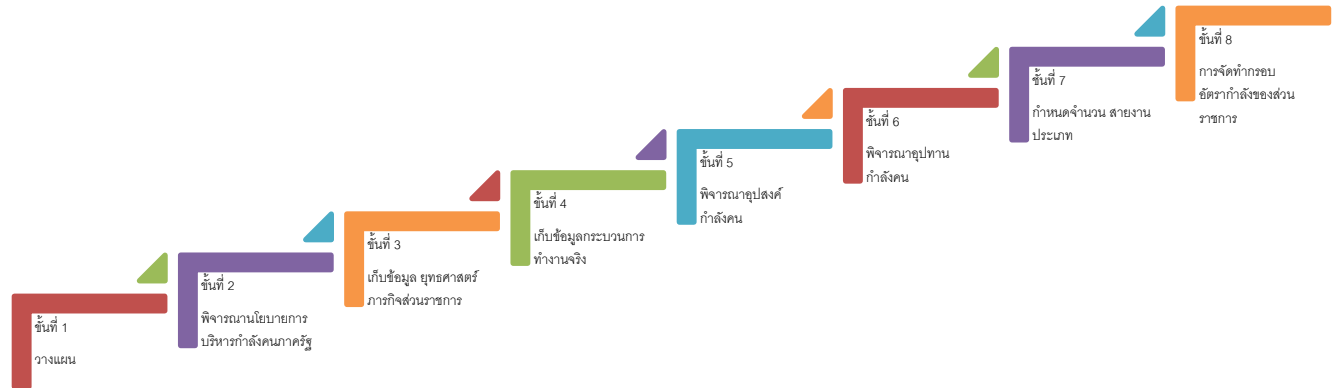 ขั้นที่ 1
วางแผน
ขั้นที่ 2
พิจารณานโยบายการ
บริหารกำลังคนภาครัฐ
ขั้นที่ 3
เก็บข้อมูล ยุทธศาสตร์
ภารกิจส่วนราชการ
ขั้นที่ 4
เก็บข้อมูลกระบวนการ
ทำงานจริง
ขั้นที่ 5
พิจารณาอุปสงค์
กำลังคน
ขั้นที่ 6
พิจารณาอุปทาน
กำลังคน
ขั้นที่ 7
กำหนดจำนวน สายงาน
ประเภท
ขั้นที่ 8
การจัดทำกรอบ
อัตรากำลังของส่วน
ราชการ